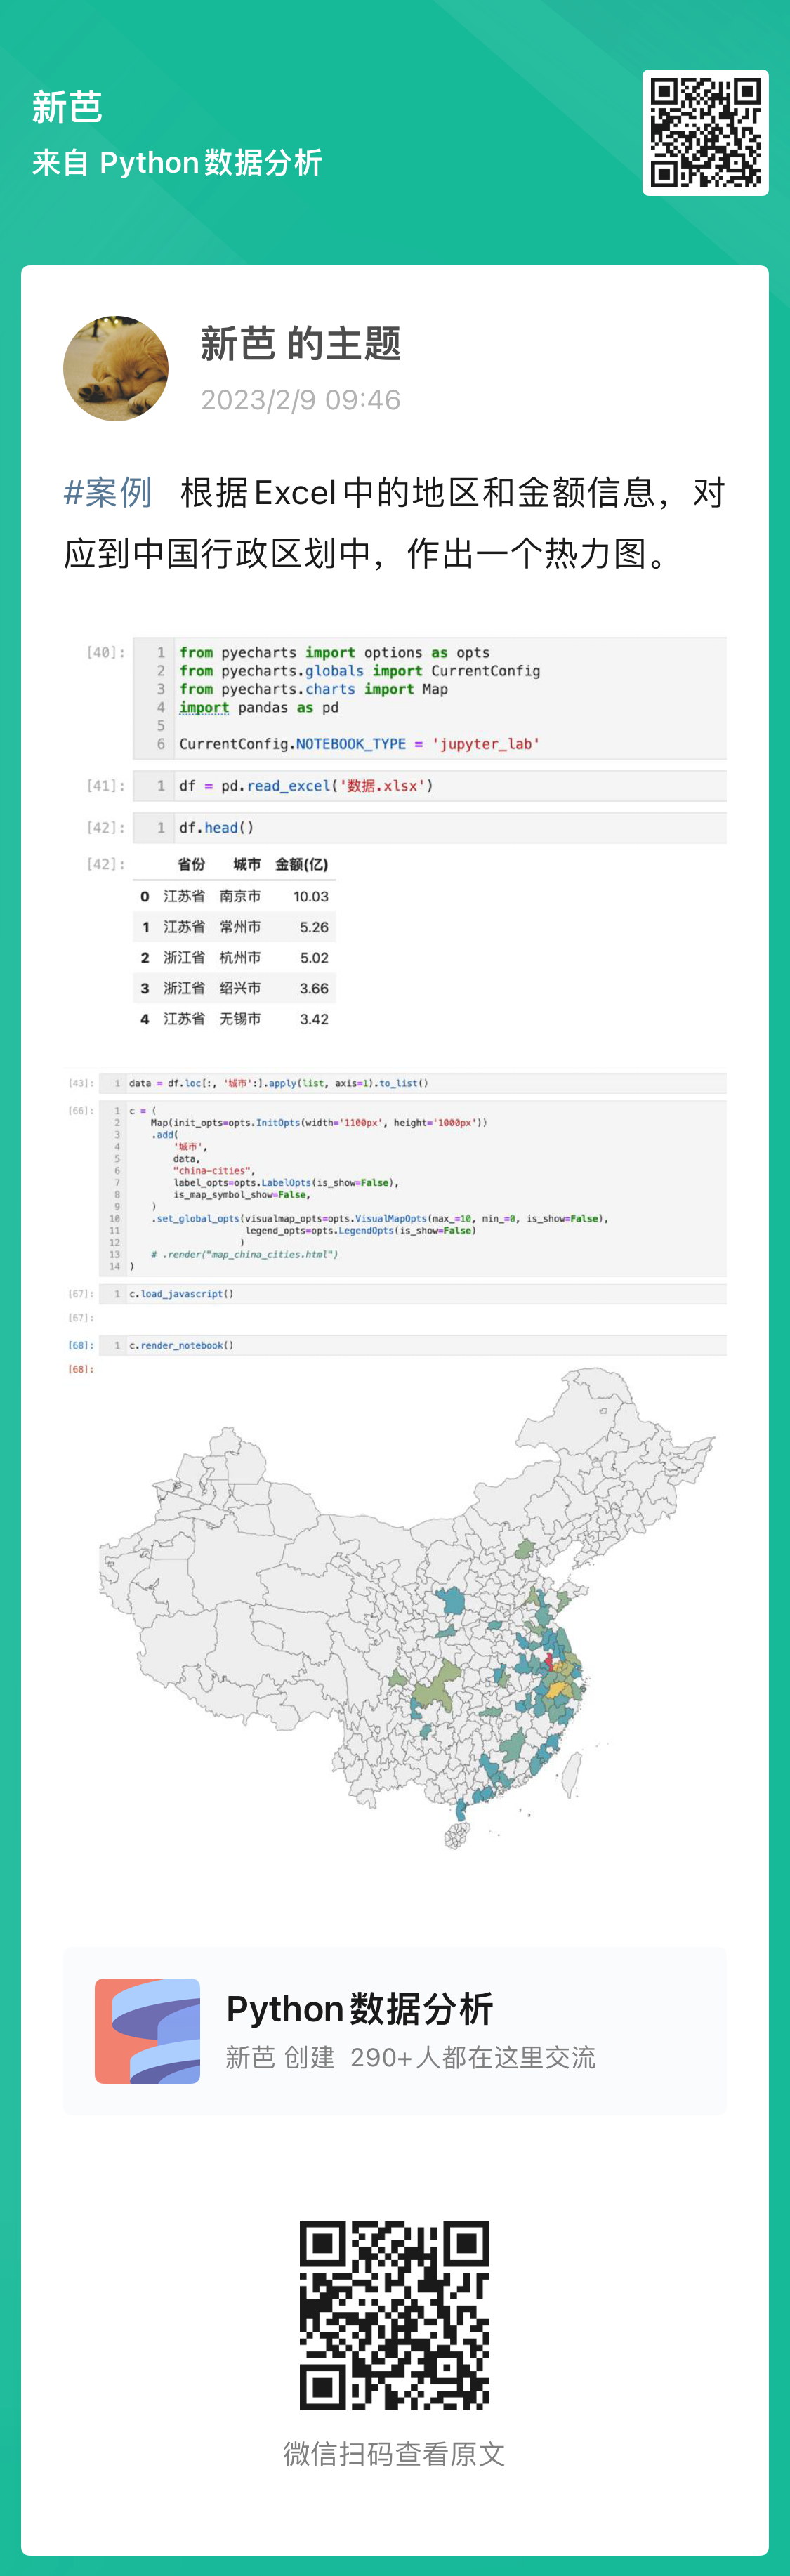 新芭
来自 Python数据分析
新芭 的主题
2023/2/9 09:46
#案例 根据Excel中的地区和金额信息，对
应到中国行政区划中，作出一个热力图。
[40]: 1 from pyecharts import options as opts
2 from pyecharts.globals import CurrentConfig
3 from pyecharts.charts import Map
4 import pandas as pd
5
6 CurrentConfig.NOTEBOOK_TYPE = 'jupyter_lab'
[41]: 1 df = pd.read_excel('数据.xlsx')
[42]: 1 df.head()
[42]: 省份 城市 金额(亿)
0 江苏省 南京市 10.03
1 江苏省 常州市 5.26
2 浙江省 杭州市 5.02
3 浙江省 绍兴市 3.66
4 江苏省 无锡市 3.42
[43]: 1 data = df.loc[:, '城市':].apply(list, axis=1).to_list()
[66]: 1 c = (
2 Map(init_opts=opts.InitOpts(width='1100px', height='1000px'))
3 .add(
4 '城市',
5 data,
6 "china-cities",
7 label_opts=opts.LabelOpts(is_show=False),
8 is_map_symbol_show=False,
9 )
10 .set_global_opts(visualmap_opts=opts.VisualMapOpts(max_=10, min_=0, is_show=False),
11 legend_opts=opts.LegendOpts(is_show=False)
12 )
13 # .render("map_china_cities.html")
14 )
[67]: 1 c.load_javascript()
[67]:
[68]: 1 c.render_notebook()
[68]:
Python数据分析
新芭 创建 290+人都在这里交流
微信扫码查看原文